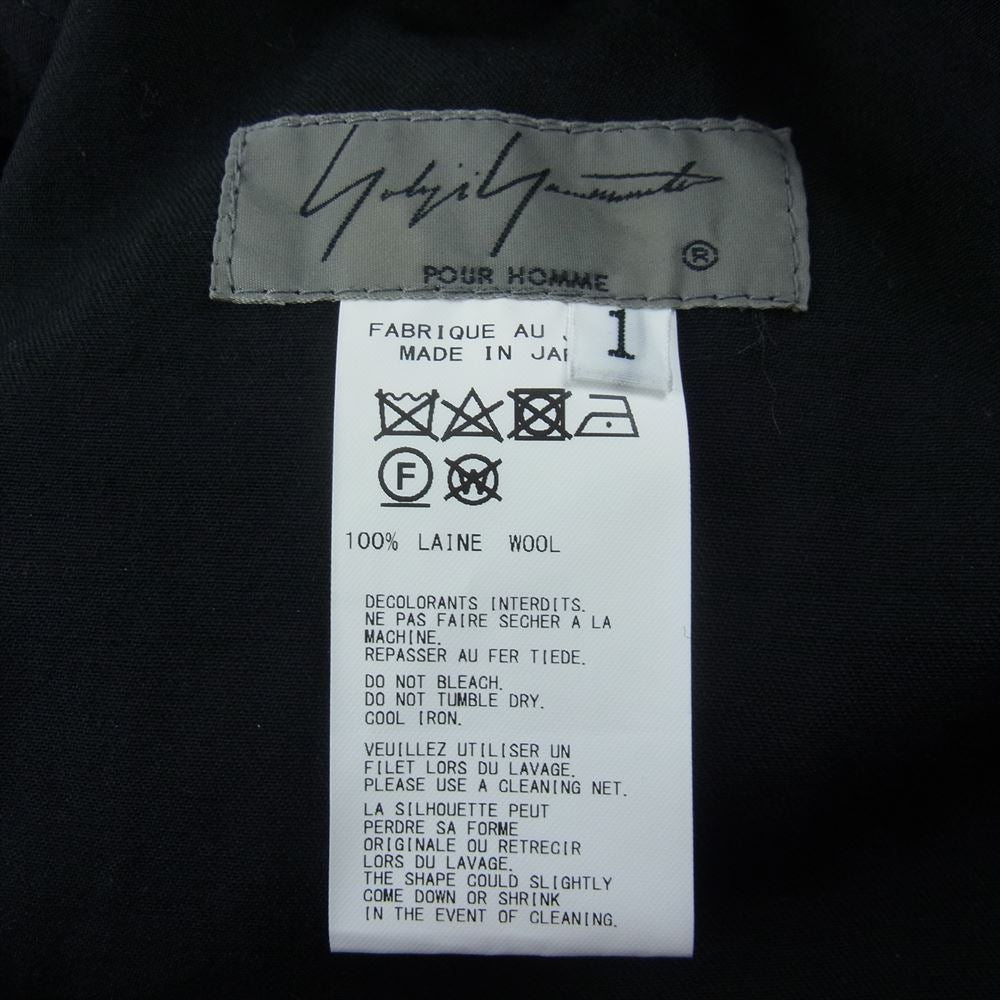 Yohji Yamamoto
®
POUR HOMME
1
FABRIQUE AU
MADE IN
F
W
100% LAINE WOOL
DECOLORANTS INTERDITS.
NE PAS FAIRE SECHER A LA
MACHINE.
REPASSER AU FER TIEDE.
DO NOT BLEACH.
DO NOT TUMBLE DRY.
COOL IRON.
VEUILLEZ UTILISER UN
FILET LORS DU LAVAGE.
PLEASE USE A CLEANING NET.
LA SILHOUETTE PEUT
PERDRE SA FORME
ORIGINALE OU RETRECIR
LORS DU LAVAGE.
THE SHAPE COULD SLIGHTLY
COME DOWN OR SHRINK
IN THE EVENT OF CLEANING.